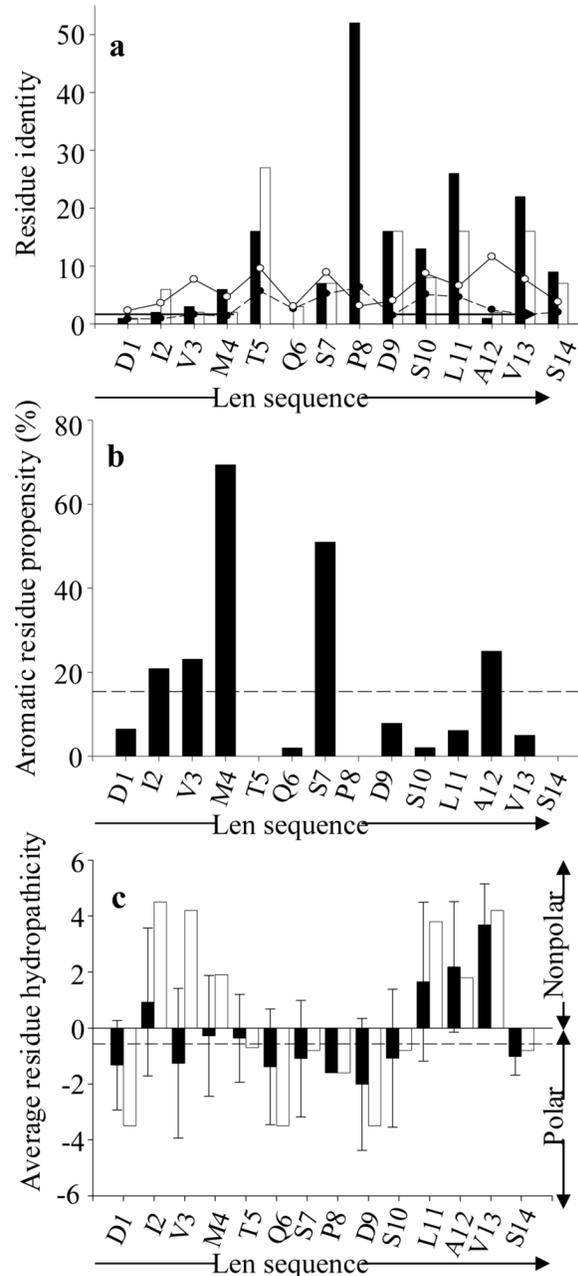 a
Residue identity
50
40
30
20
10
0
D1 I2 V3 M4 T5 Q6 S7 P8 D9 S10 L11 A12 V13 S14
Len sequence
b
Aromatic residue propensity (%)
80
60
40
20
0
D1 I2 V3 M4 T5 Q6 S7 P8 D9 S10 L11 A12 V13 S14
Len sequence
c
Average residue hydropathicity
6
4
2
0
-2
-4
-6
Nonpolar
Polar
D1 I2 V3 M4 T5 Q6 S7 P8 D9 S10 L11 A12 V13 S14
Len sequence